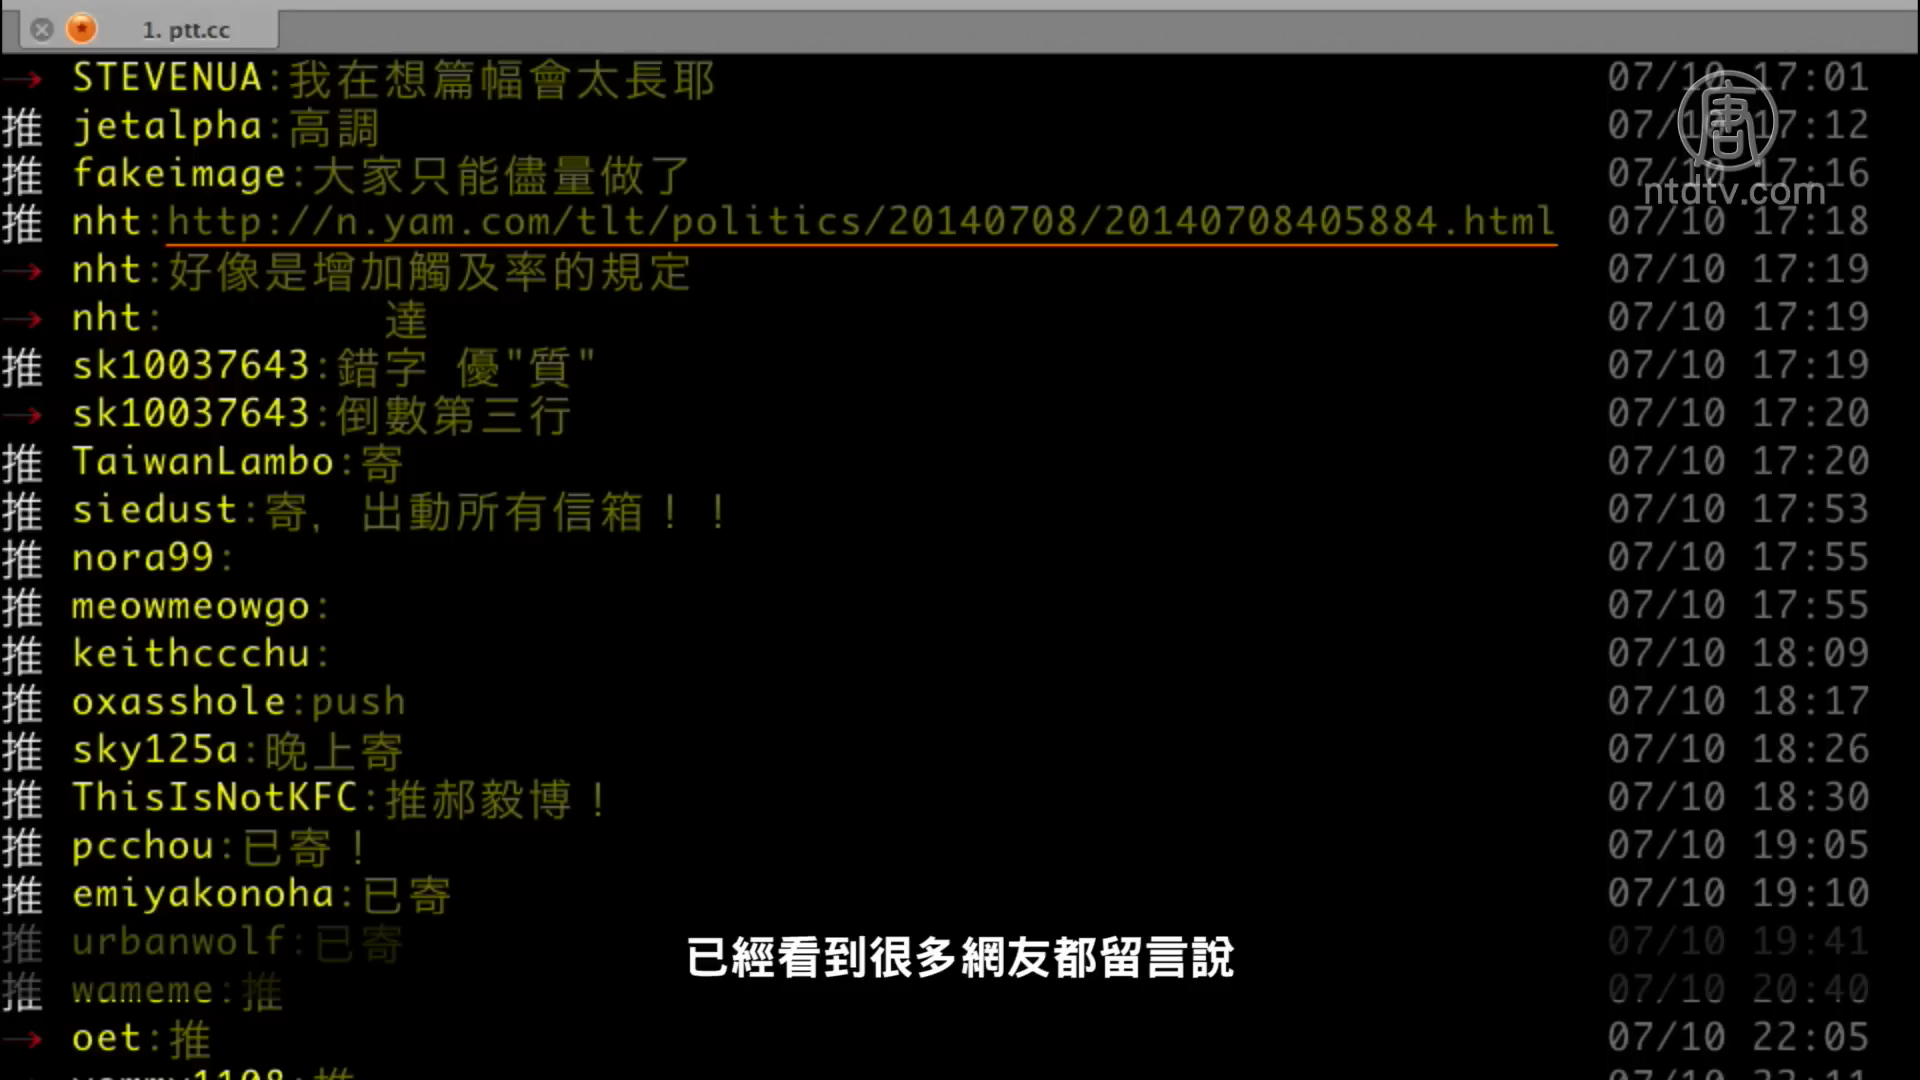 1. ptt.cc
→ STEVENUA:我在想篇幅會太長耶 07/10 17:01
推 jetalpha:高調 07/10 17:12
推 fakeimage:大家只能儘量做了 07/10 17:16
推 nht:http://n.yam.com/tlt/politics/20140708/20140708405884.html 07/10 17:18
→ nht:好像是增加觸及率的規定 07/10 17:19
→ nht: 達 07/10 17:19
推 sk10037643:錯字 優"質" 07/10 17:19
→ sk10037643:倒數第三行 07/10 17:20
推 TaiwanLambo:寄 07/10 17:20
推 siedust:寄, 出動所有信箱!! 07/10 17:53
推 nora99: 07/10 17:55
推 meowmeowgo: 07/10 17:55
推 keithccchu: 07/10 18:09
推 oxasshole:push 07/10 18:17
推 sky125a:晚上寄 07/10 18:26
推 ThisIsNotKFC:推郝毅博! 07/10 18:30
推 pcchou:已寄! 07/10 19:05
推 emiyakonoha:已寄 07/10 19:10
推 urbanwolf:已寄 07/10 19:41
推 wameme:推 07/10 20:40
→ oet:推 07/10 22:05
唐
ntdtv.com
已經看到很多網友都留言說